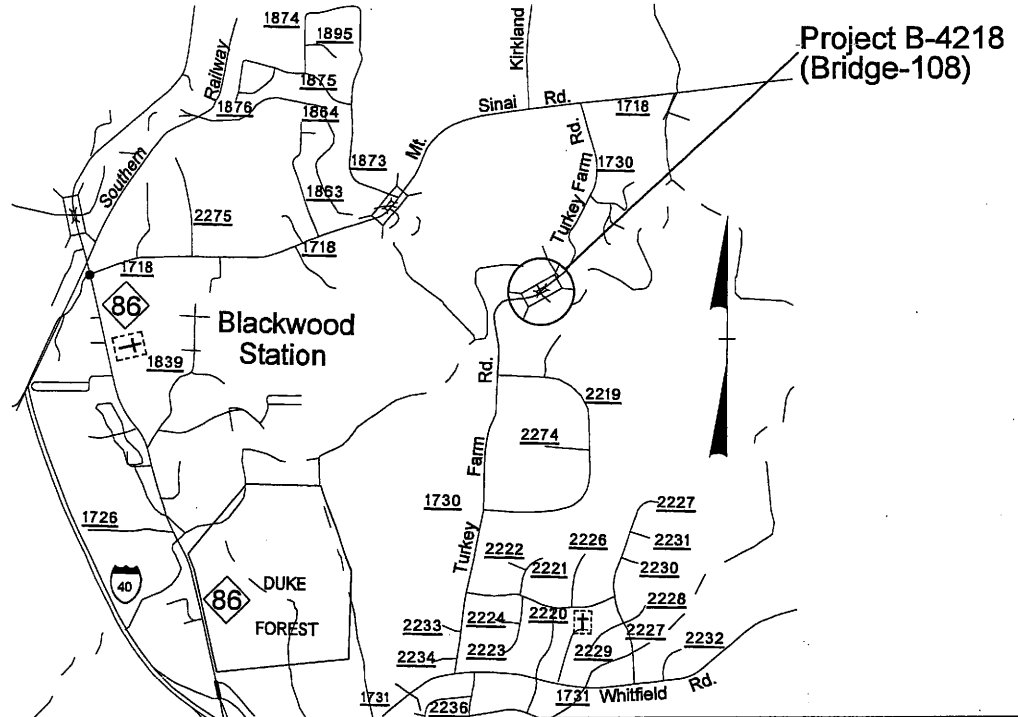 1874
1895
Kirkland
Project B-4218
(Bridge-108)
Railway
1875
1876
1864
Sinai Rd.
1718
Mt.
Rd.
Southern
1873
1730
1863
Turkey Farm
2275
1718
1718
86
Blackwood
Station
1839
Rd.
2219
2274
Farm
1730
2227
1726
Turkey
2222
2226
2231
2221
2230
40
86
DUKE
2228
2220
2224
FOREST
2233
2227
2232
2223
2229
2234
1731
1731
Whitfield Rd.
2236